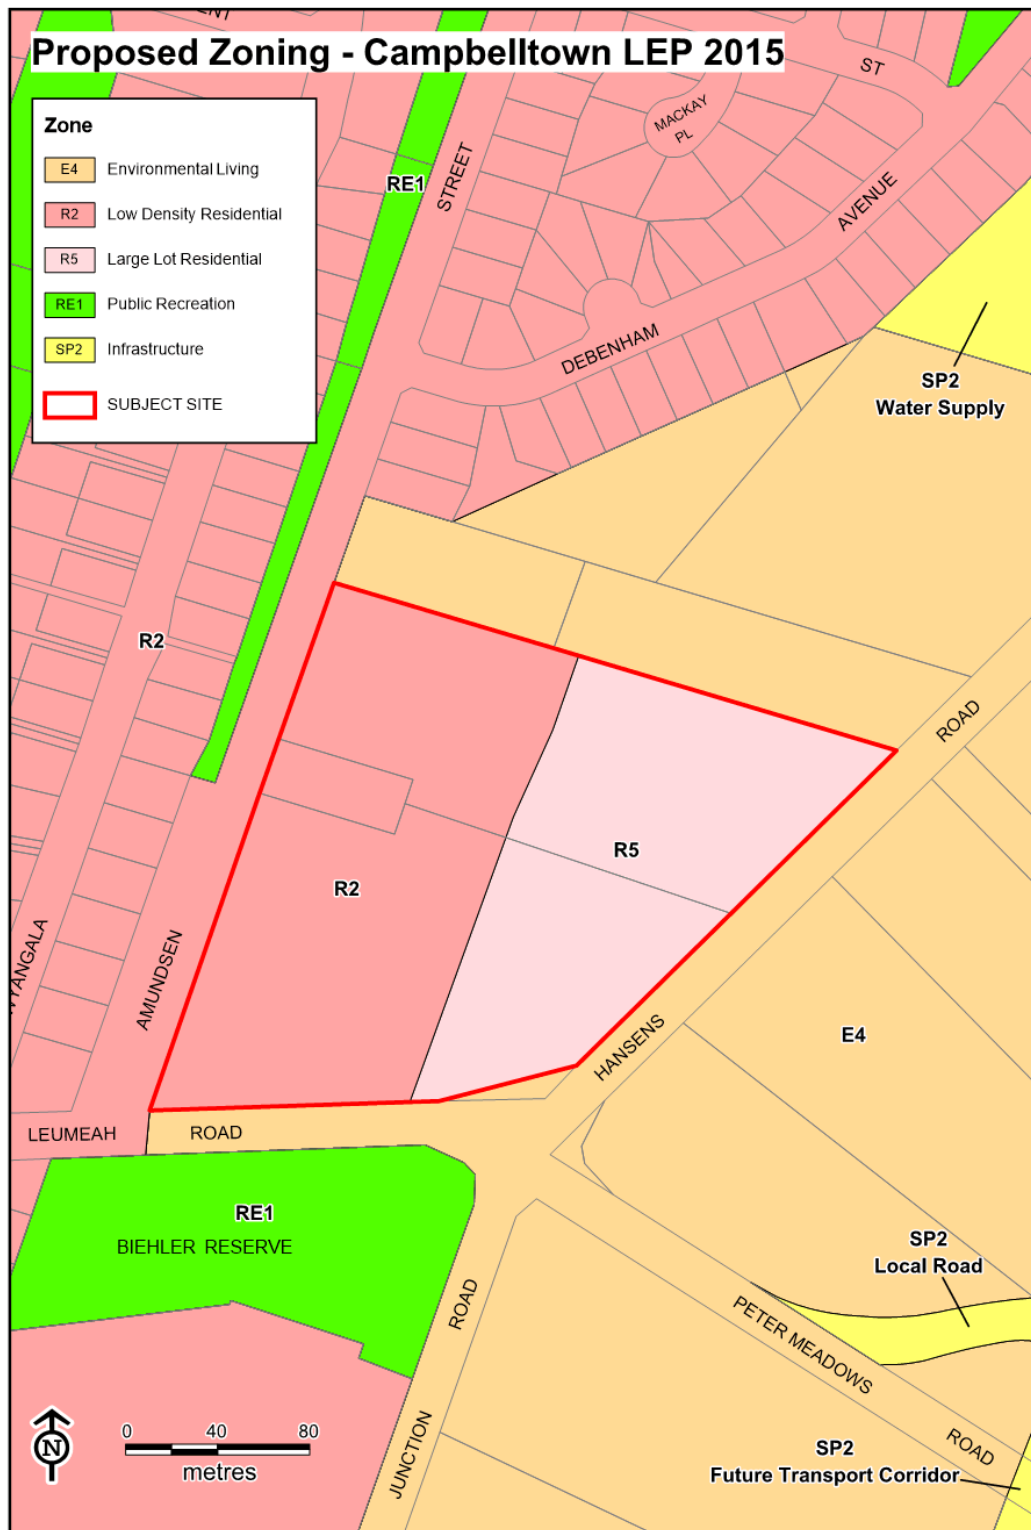 Proposed Zoning - Campbelltown LEP 2015
Zone
E4 Environmental Living
R2 Low Density Residential
R5 Large Lot Residential
RE1 Public Recreation
SP2 Infrastructure
SUBJECT SITE
ST
MACKAY
PL
RE1
STREET
AVENUE
DEBENHAM
SP2
Water Supply
R2
ROAD
R5
R2
AMUNDSEN
HANSENS
E4
LEUMEAH
ROAD
RE1
BIEHLER RESERVE
SP2
Local Road
ROAD
PETER MEADOWS
ROAD
JUNCTION
SP2
Future Transport Corridor
N
0 40 80
metres